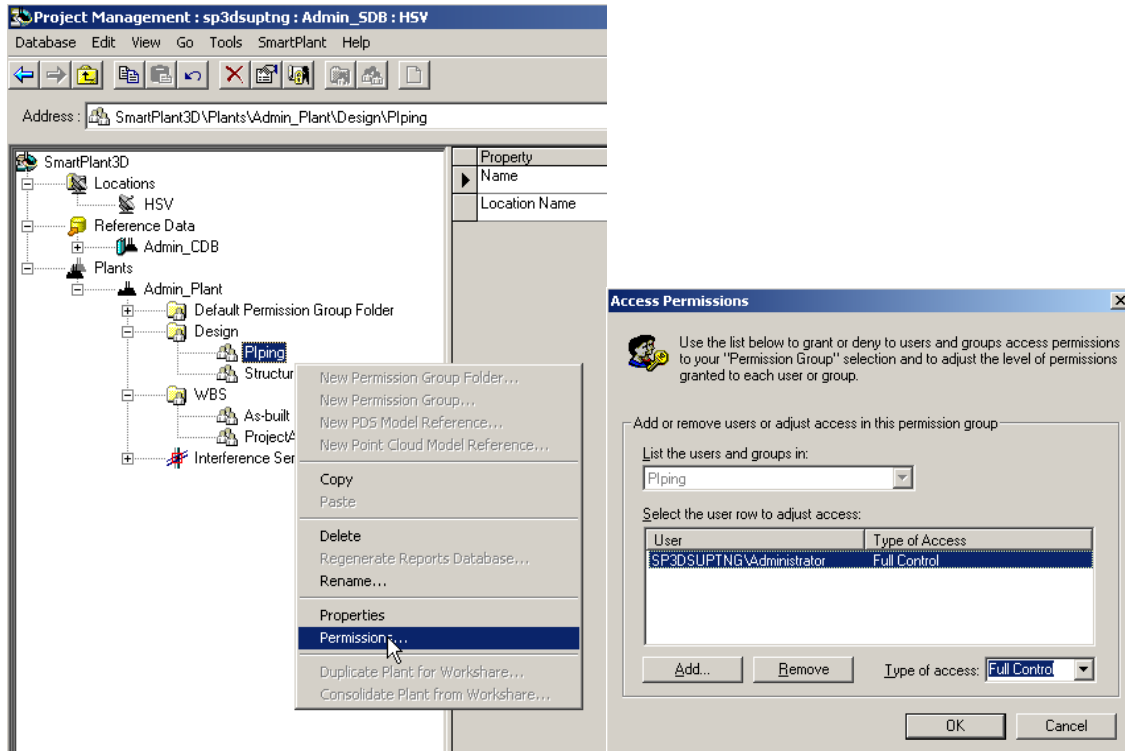 Project Management : sp3dsuptng : Admin_SDB : HSV
Database Edit View Go Tools SmartPlant Help
Address : SmartPlant3D\Plants\Admin_Plant\Design\PIping
SmartPlant3D
Locations
HSV
Reference Data
Admin_CDB
Plants
Admin_Plant
Default Permission Group Folder
Design
PIping
Structur
WBS
As-built
ProjectA
Interference Ser
Property
Name
Location Name
New Permission Group Folder...
New Permission Group...
New PDS Model Reference...
New Point Cloud Model Reference...
Copy
Paste
Delete
Regenerate Reports Database...
Rename...
Properties
Permissions...
Duplicate Plant for Workshare...
Consolidate Plant from Workshare...
Access Permissions
Use the list below to grant or deny to users and groups access permissions
to your "Permission Group" selection and to adjust the level of permissions
granted to each user or group.
Add or remove users or adjust access in this permission group
List the users and groups in:
PIping
Select the user row to adjust access:
User Type of Access
SP3DSUPTNG\Administrator Full Control
Add... Remove Type of access: Full Control
OK Cancel